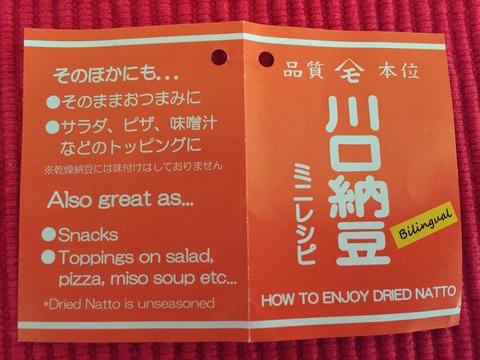 そのほかにも...
●そのままおつまみに
●サラダ、ピザ、味噌汁
などのトッピングに
※乾燥納豆には味付けはしておりません
Also great as...
●Snacks
●Toppings on salad,
pizza, miso soup etc...
*Dried Natto is unseasoned
品質 本位
川口納豆
ミニレシピ
Bilingual
HOW TO ENJOY DRIED NATTO